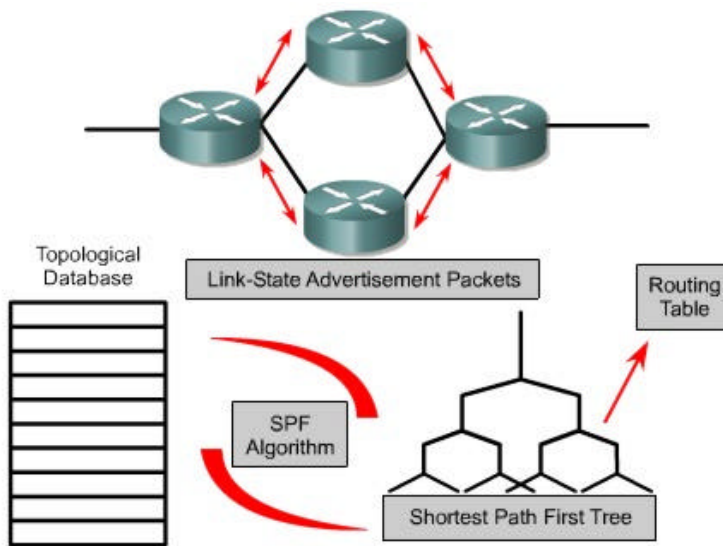 Topological
Database
Link-State Advertisement Packets
Routing
Table
SPF
Algorithm
Shortest Path First Tree